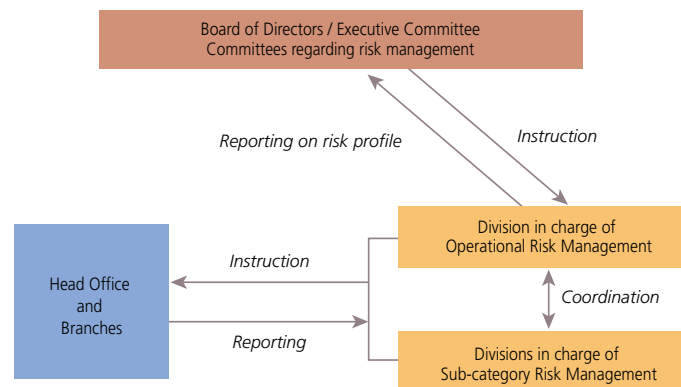 Board of Directors / Executive Committee
Committees regarding risk management
Reporting on risk profile
Instruction
Division in charge of
Operational Risk Management
Head Office
and
Branches
Instruction
Reporting
Coordination
Divisions in charge of
Sub-category Risk Management